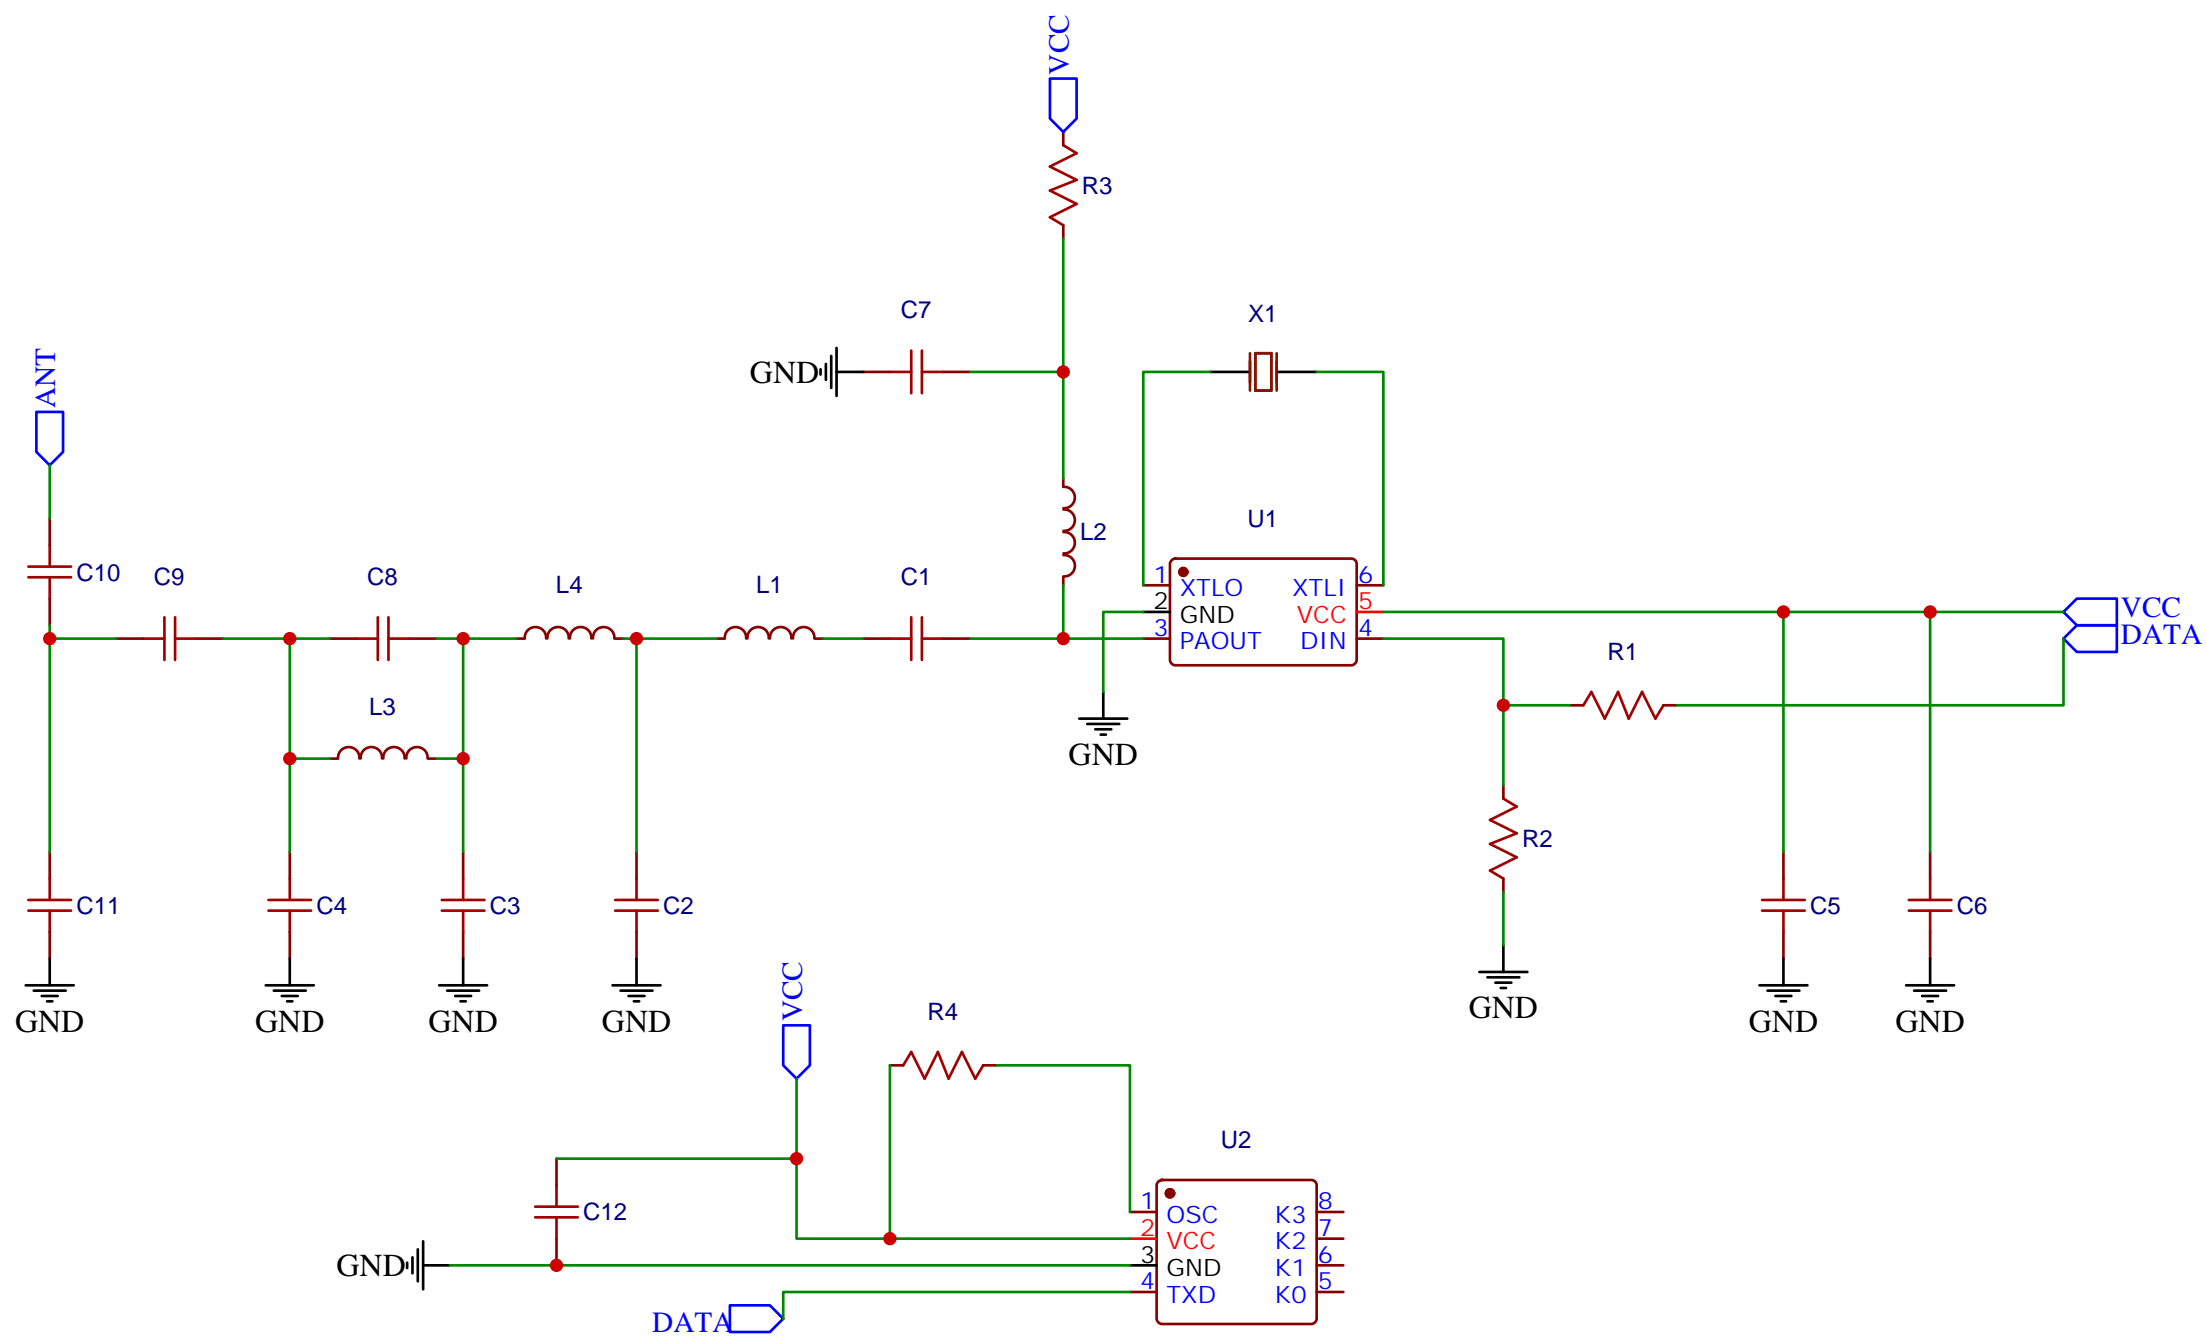 VCC
R3
C7
X1
GND
ANT
L2
U1
C10
C9
C8
L4
L1
C1
1 XTLO XTLI 6
2 GND VCC 5
3 PAOUT DIN 4
VCC
DATA
R1
L3
GND
R2
C11
C4
C3
C2
C5
C6
GND
GND
GND
GND
GND
GND
GND
VCC
R4
U2
C12
1 OSC K3 8
2 VCC K2 7
3 GND K1 6
4 TXD K0 5
GND
DATA